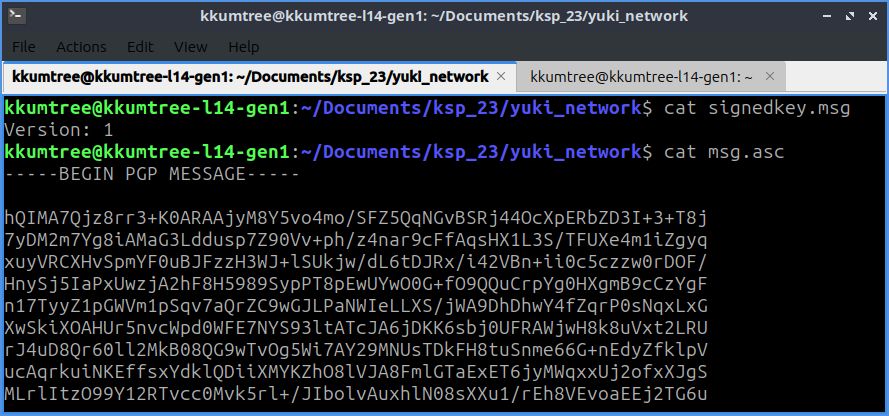 kkumtree@kkumtree-l14-gen1: ~/Documents/ksp_23/yuki_network
File Actions Edit View Help
kkumtree@kkumtree-l14-gen1: ~/Documents/ksp_23/yuki_network × kkumtree@kkumtree-l14-gen1: ~ ×
kkumtree@kkumtree-l14-gen1:~/Documents/ksp_23/yuki_network$ cat signedkey.msg
Version: 1
kkumtree@kkumtree-l14-gen1:~/Documents/ksp_23/yuki_network$ cat msg.asc
-----BEGIN PGP MESSAGE-----
hQIMA7Qjz8rr3+K0ARAAjyM8Y5vo4mo/SFZ5QqNGvBSRj44OcXpERbZD3I+3+T8j
7yDM2m7Yg8iAMaG3Lddusp7Z90Vv+ph/z4nar9cFfAqsHX1L3S/TFUXe4m1iZgyq
xuyVRCXHvSpmYF0uBJFzzH3WJ+lSUkjw/dL6tDJRx/i42VBn+ii0c5czzw0rDOF/
HnySj5IaPxUwzjA2hF8H5989SypPT8pEwUYwO0G+fO9QQuCrpYg0HXgmB9cCzYgF
n17TyyZ1pGWVm1pSqv7aQrZC9wGJLPaNWIeLLXS/jWA9DhDhwY4fZqrP0sNqxLxG
XwSkiXOAHUr5nvcWpd0WFE7NYS93ltATcJA6jDKK6sbj0UFRAWjwH8k8uVxt2LRU
rJ4uD8Qr60ll2MkB08QG9wTvOg5Wi7AY29MNUsTDkFH8tuSnme66G+nEdyZfklpV
ucAqrkuiNKEffsxYdklQDiiXMYKZhO8lVJA8FmlGTaExET6jyMWqxxUj2ofxXJgS
MLrlItzO99Y12RTvcc0Mvk5rl+/JIbolvAuxhlN08sXXu1/rEh8VEvoaEEj2TG6u